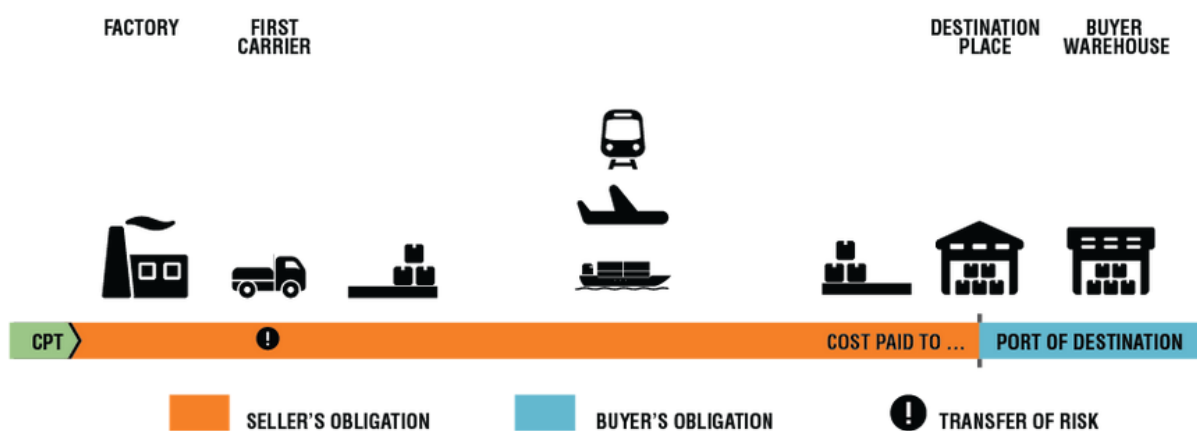 FACTORY
FIRST
CARRIER
DESTINATION
PLACE
BUYER
WAREHOUSE
CPT
COST PAID TO ...
PORT OF DESTINATION
SELLER'S OBLIGATION
BUYER'S OBLIGATION
TRANSFER OF RISK